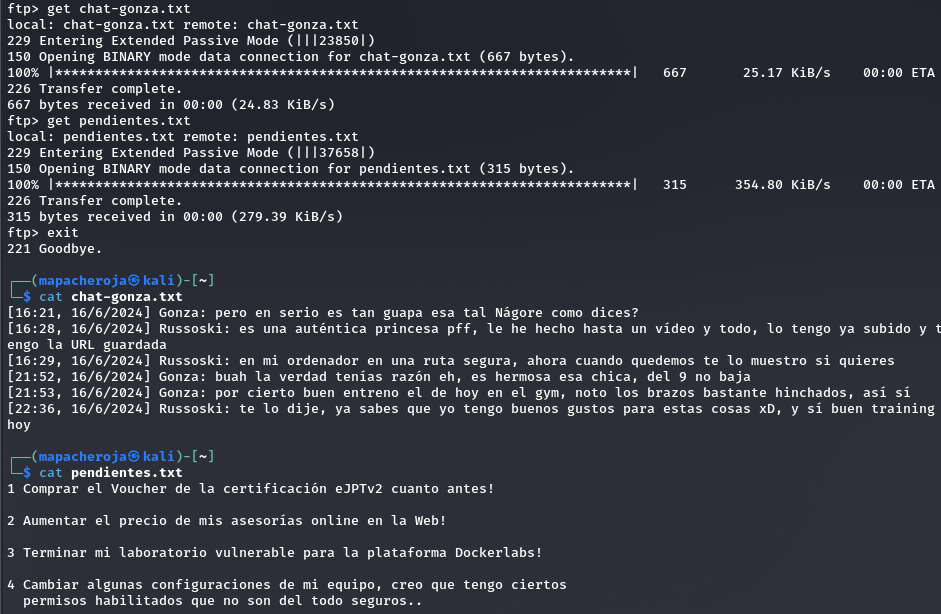 ftp> get chat-gonza.txt
local: chat-gonza.txt remote: chat-gonza.txt
229 Entering Extended Passive Mode (|||23850|)
150 Opening BINARY mode data connection for chat-gonza.txt (667 bytes).
100% |************************************************************************|   667       25.17 KiB/s    00:00 ETA
226 Transfer complete.
667 bytes received in 00:00 (24.83 KiB/s)
ftp> get pendientes.txt
local: pendientes.txt remote: pendientes.txt
229 Entering Extended Passive Mode (|||37658|)
150 Opening BINARY mode data connection for pendientes.txt (315 bytes).
100% |************************************************************************|   315      354.80 KiB/s    00:00 ETA
226 Transfer complete.
315 bytes received in 00:00 (279.39 KiB/s)
ftp> exit
221 Goodbye.
┌──(mapacheroja㉿kali)-[~]
└─$ cat chat-gonza.txt
[16:21, 16/6/2024] Gonza: pero en serio es tan guapa esa tal Nágore como dices?
[16:28, 16/6/2024] Russoski: es una auténtica princesa pff, le he hecho hasta un vídeo y todo, lo tengo ya subido y t
engo la URL guardada
[16:29, 16/6/2024] Russoski: en mi ordenador en una ruta segura, ahora cuando quedemos te lo muestro si quieres
[21:52, 16/6/2024] Gonza: buah la verdad tenías razón eh, es hermosa esa chica, del 9 no baja
[21:53, 16/6/2024] Gonza: por cierto buen entreno el de hoy en el gym, noto los brazos bastante hinchados, así sí
[22:36, 16/6/2024] Russoski: te lo dije, ya sabes que yo tengo buenos gustos para estas cosas xD, y sí buen training
hoy
┌──(mapacheroja㉿kali)-[~]
└─$ cat pendientes.txt
1 Comprar el Voucher de la certificación eJPTv2 cuanto antes!
2 Aumentar el precio de mis asesorías online en la Web!
3 Terminar mi laboratorio vulnerable para la plataforma Dockerlabs!
4 Cambiar algunas configuraciones de mi equipo, creo que tengo ciertos
permisos habilitados que no son del todo seguros..